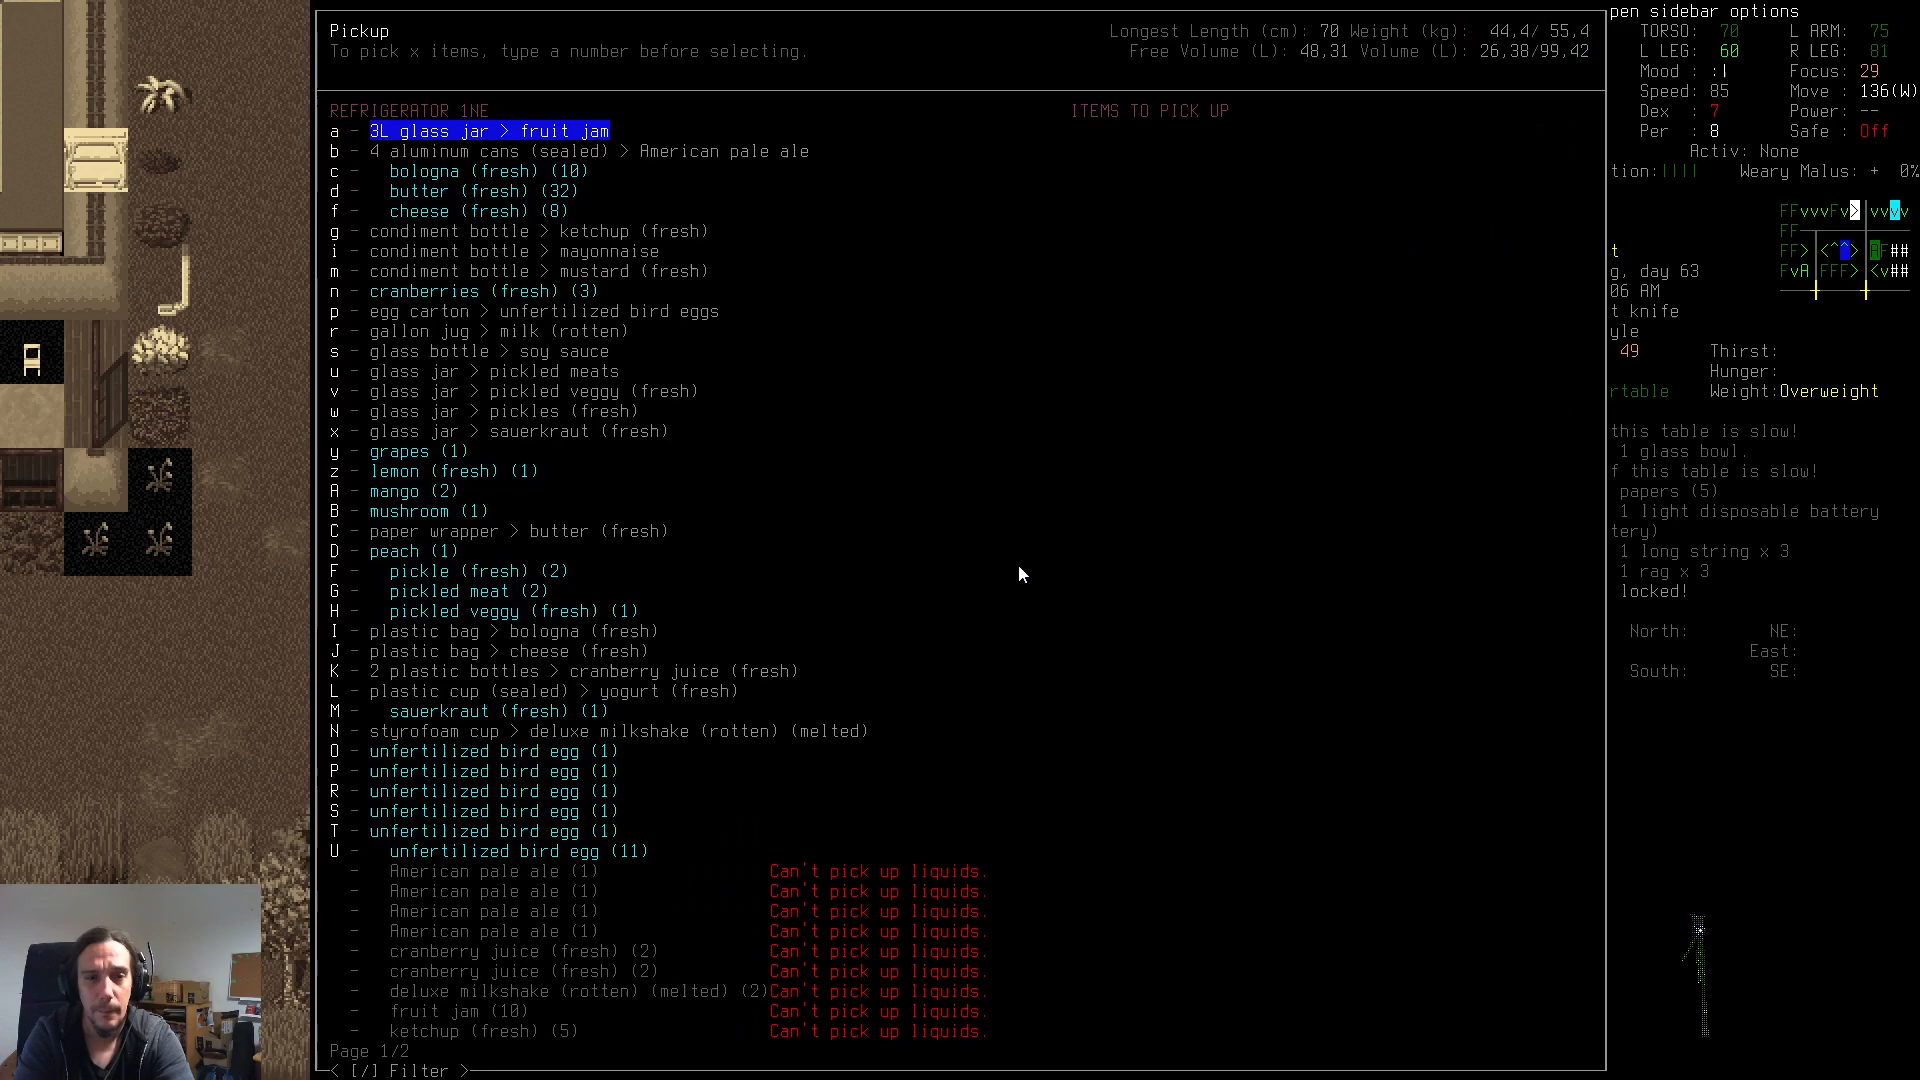 Pickup
To pick x items, type a number before selecting.
Longest Length (cm): 70 Weight (kg): 44,4/ 55,4
Free Volume (L): 48,31 Volume (L): 26,38/99,42
REFRIGERATOR 1NE
ITEMS TO PICK UP
a - 3L glass jar > fruit jam
b - 4 aluminum cans (sealed) > American pale ale
c - bologna (fresh) (10)
d - butter (fresh) (32)
f - cheese (fresh) (8)
g - condiment bottle > ketchup (fresh)
i - condiment bottle > mayonnaise
m - condiment bottle > mustard (fresh)
n - cranberries (fresh) (3)
p - egg carton > unfertilized bird eggs
r - gallon jug > milk (rotten)
s - glass bottle > soy sauce
u - glass jar > pickled meats
v - glass jar > pickled veggy (fresh)
w - glass jar > pickles (fresh)
x - glass jar > sauerkraut (fresh)
y - grapes (1)
z - lemon (fresh) (1)
A - mango (2)
B - mushroom (1)
C - paper wrapper > butter (fresh)
D - peach (1)
F - pickle (fresh) (2)
G - pickled meat (2)
H - pickled veggy (fresh) (1)
I - plastic bag > bologna (fresh)
J - plastic bag > cheese (fresh)
K - 2 plastic bottles > cranberry juice (fresh)
L - plastic cup (sealed) > yogurt (fresh)
M - sauerkraut (fresh) (1)
N - styrofoam cup > deluxe milkshake (rotten) (melted)
O - unfertilized bird egg (1)
P - unfertilized bird egg (1)
R - unfertilized bird egg (1)
S - unfertilized bird egg (1)
T - unfertilized bird egg (1)
U - unfertilized bird egg (11)
- American pale ale (1) Can't pick up liquids.
- American pale ale (1) Can't pick up liquids.
- American pale ale (1) Can't pick up liquids.
- American pale ale (1) Can't pick up liquids.
- cranberry juice (fresh) (2) Can't pick up liquids.
- cranberry juice (fresh) (2) Can't pick up liquids.
- deluxe milkshake (rotten) (melted) (2)Can't pick up liquids.
- fruit jam (10) Can't pick up liquids.
- ketchup (fresh) (5) Can't pick up liquids.
Page 1/2
< [/] Filter >
pen sidebar options
TORSO: 70 L ARM: 75
L LEG: 60 R LEG: 81
Mood : :| Focus: 29
Speed: 85 Move : 136(W)
Dex : 7 Power: --
Per : 8 Safe : Off
Activ: None
tion:|||| Weary Malus: + 0%
FFvvvFv> vvvv
FF
t FF> <^^> AF##
g, day 63 FvA FFF> <v##
06 AM
t knife
yle
49 Thirst:
Hunger:
rtable Weight:Overweight
this table is slow!
1 glass bowl.
f this table is slow!
papers (5)
1 light disposable battery
tery)
1 long string x 3
1 rag x 3
locked!
North: NE:
East:
South: SE: